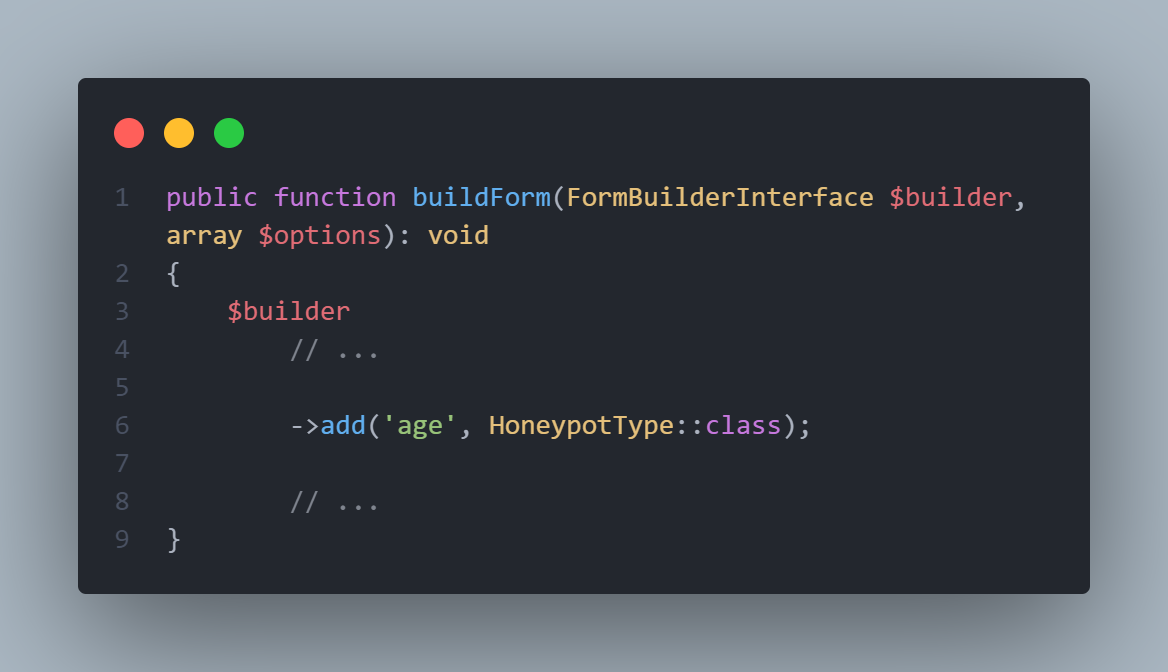 1 public function buildForm(FormBuilderInterface $builder,
array $options): void
2 {
3     $builder
4         // ...
5
6         ->add('age', HoneypotType::class);
7
8         // ...
9 }